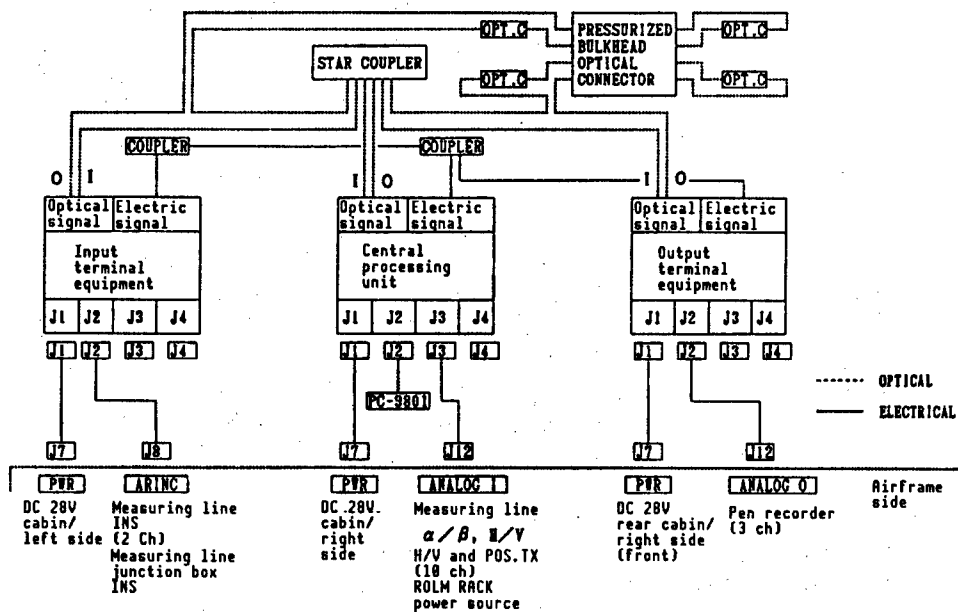 OPT.C
PRESSURIZED
BULKHEAD
OPTICAL
CONNECTOR
OPT.C
STAR COUPLER
OPT.C
OPT.C
COUPLER
COUPLER
O I
I O
I O
Optical signal
Electric signal
Input
terminal
equipment
J1 J2 J3 J4
J1 J2 J3 J4
Optical signal
Electric signal
Central
processing
unit
J1 J2 J3 J4
J1 J2 J3 J4
PC-9801
Optical signal
Electric signal
Output
terminal
equipment
J1 J2 J3 J4
J1 J2 J3 J4
OPTICAL
ELECTRICAL
J7 J8
J7 J12
J7 J12
PWR
DC 28V
cabin/
left side
ARINC
Measuring line
INS
(2 Ch)
Measuring line
junction box
INS
PWR
DC 28V
cabin/
right
side
ANALOG I
Measuring line
α/β,
H/V and POS.TX
(10 ch)
ROLM RACK
power source
PWR
DC 28V
rear cabin/
right side
(front)
ANALOG O
Pen recorder
(3 ch)
Airframe
side